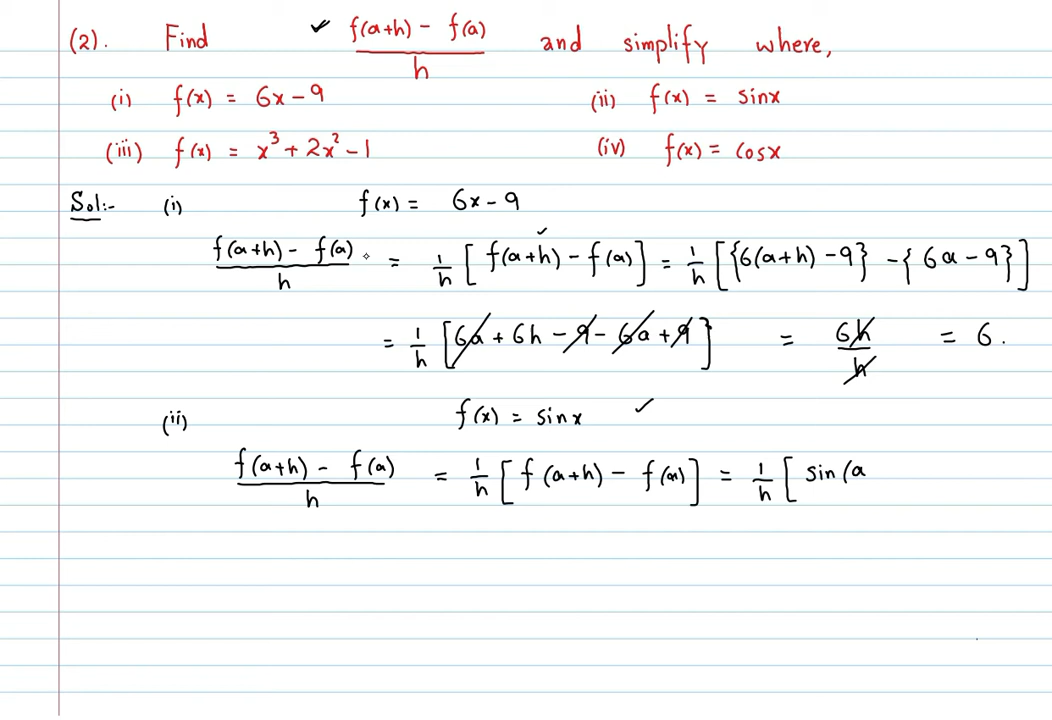 (2). Find f(a+h) - f(a) / h and simplify where,
(i) f(x) = 6x - 9 (ii) f(x) = sinx
(iii) f(x) = x³ + 2x² - 1 (iv) f(x) = cosx
Sol:- (i) f(x) = 6x - 9
f(a+h) - f(a) / h = 1/h [ f(a+h) - f(a) ] = 1/h [ {6(a+h) - 9} - {6a - 9} ]
= 1/h [ 6a + 6h - 9 - 6a + 9 ] = 6h/h = 6.
(ii) f(x) = sinx
f(a+h) - f(a) / h = 1/h [ f(a+h) - f(a) ] = 1/h [ sin(a